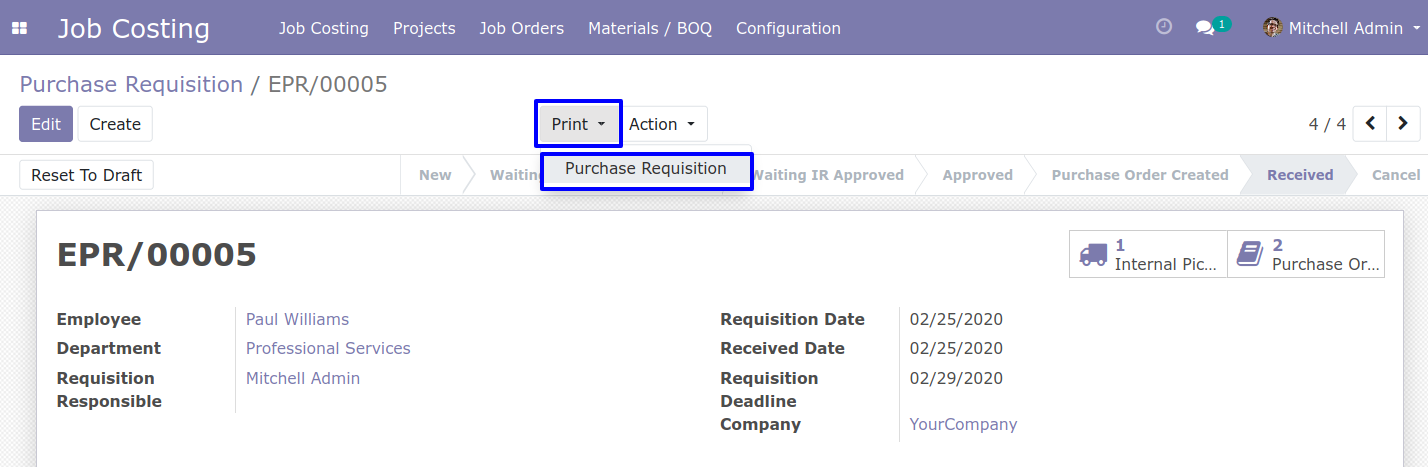 Job Costing Job Costing Projects Job Orders Materials / BOQ Configuration 1 Mitchell Admin
Purchase Requisition / EPR/00005
Edit Create Print Action 4 / 4
Purchase Requisition
Reset To Draft New Waiting IR Approved Approved Purchase Order Created Received Cancel
EPR/00005
1 Internal Pic...
2 Purchase Or...
Employee Paul Williams Requisition Date 02/25/2020
Department Professional Services Received Date 02/25/2020
Requisition Responsible Mitchell Admin Requisition Deadline 02/29/2020
Company YourCompany